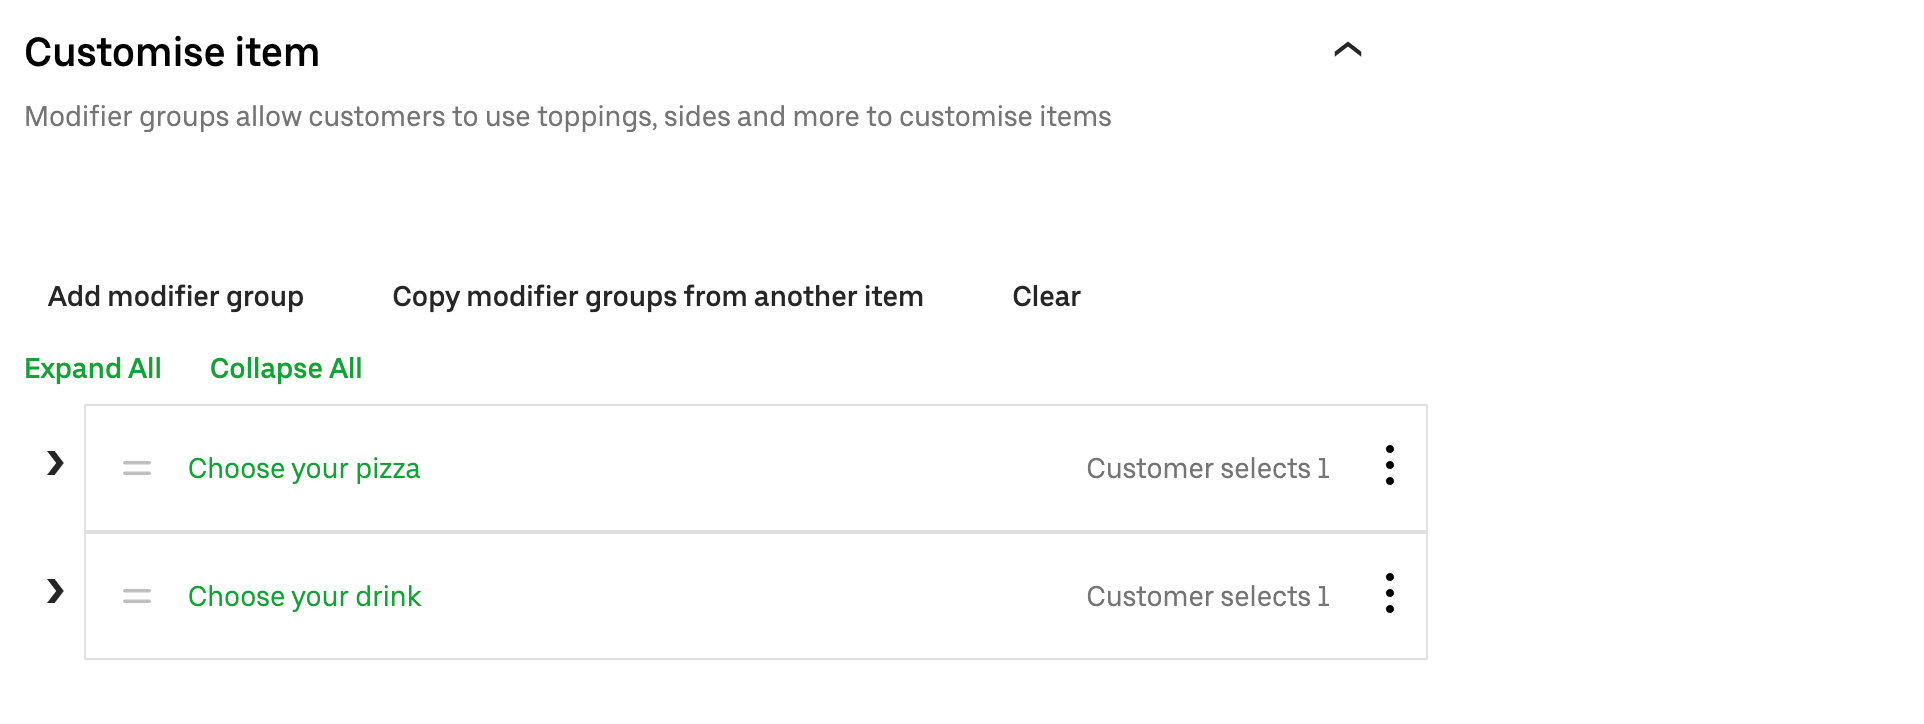 Customise item
Modifier groups allow customers to use toppings, sides and more to customise items
Add modifier group Copy modifier groups from another item Clear
Expand All Collapse All
Choose your pizza Customer selects 1
Choose your drink Customer selects 1